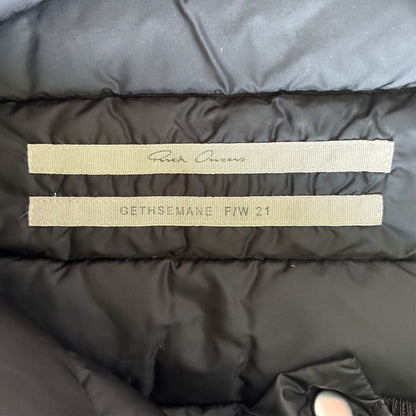 Rick Owens
GETHSEMANE F/W 21